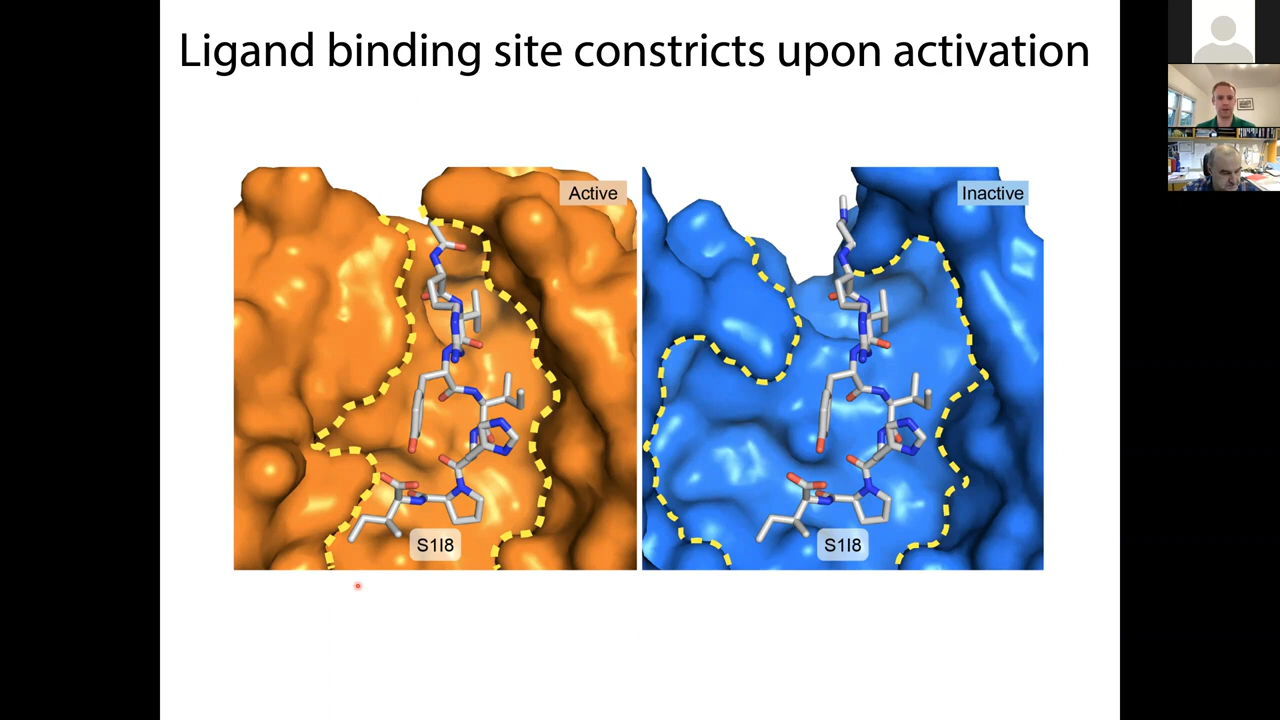 Ligand binding site constricts upon activation
Active
Inactive
S1I8
S1I8